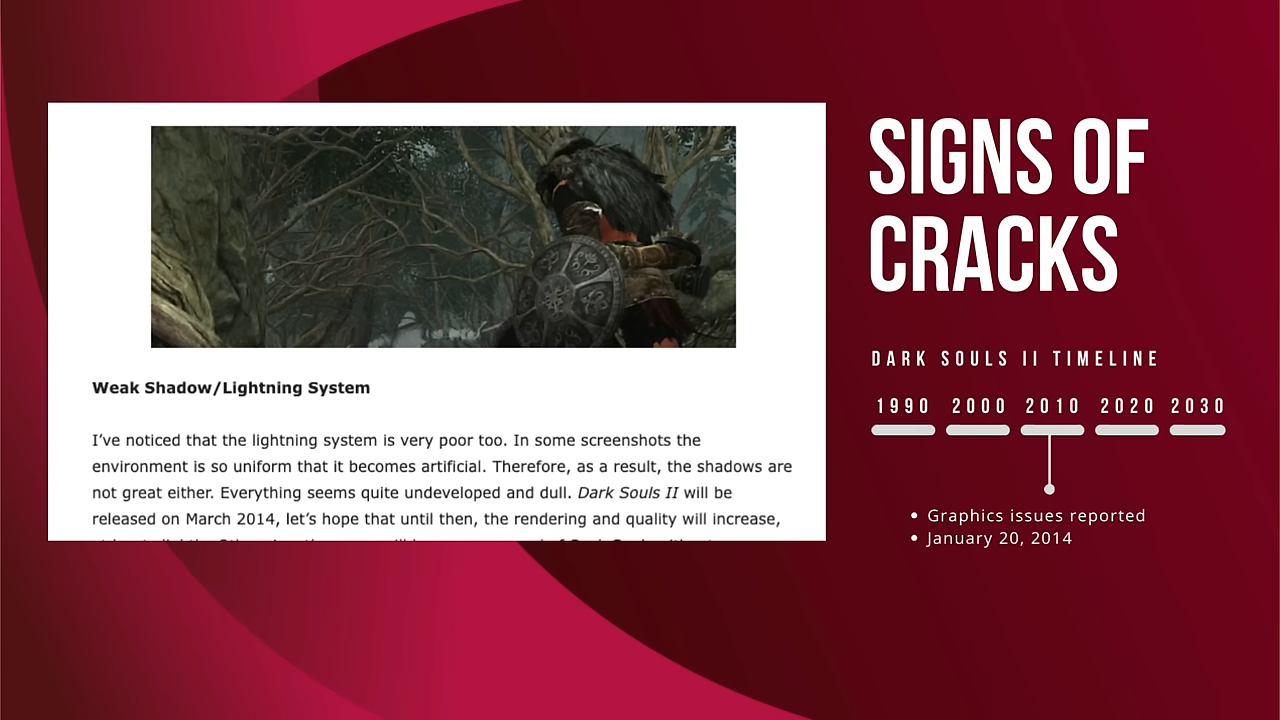 Weak Shadow/Lightning System
I’ve noticed that the lightning system is very poor too. In some screenshots the
environment is so uniform that it becomes artificial. Therefore, as a result, the shadows are
not great either. Everything seems quite undeveloped and dull. Dark Souls II will be
released on March 2014, let’s hope that until then, the rendering and quality will increase,
SIGNS OF
CRACKS
DARK SOULS II TIMELINE
1990 2000 2010 2020 2030
• Graphics issues reported
• January 20, 2014